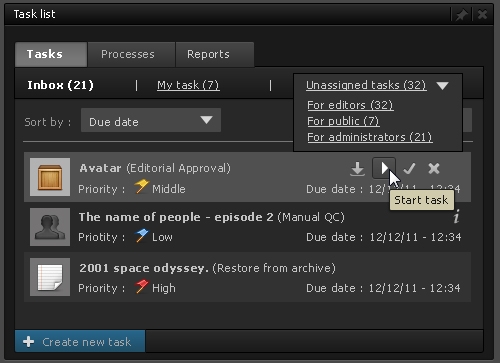 Task list
Tasks Processes Reports
Inbox (21) | My task (7) | Unassigned tasks (32)
For editors (32)
For public (7)
For administrators (21)
Sort by : Due date
Avatar (Editorial Approval)
Priority : Middle Due date : 12/12/11 - 12:34
Start task
The name of people - episode 2 (Manual QC) i
Priotity : Low Due date : 12/12/11 - 12:34
2001 space odyssey. (Restore from archive)
Priority : High Due date : 12/12/11 - 12:34
+ Create new task